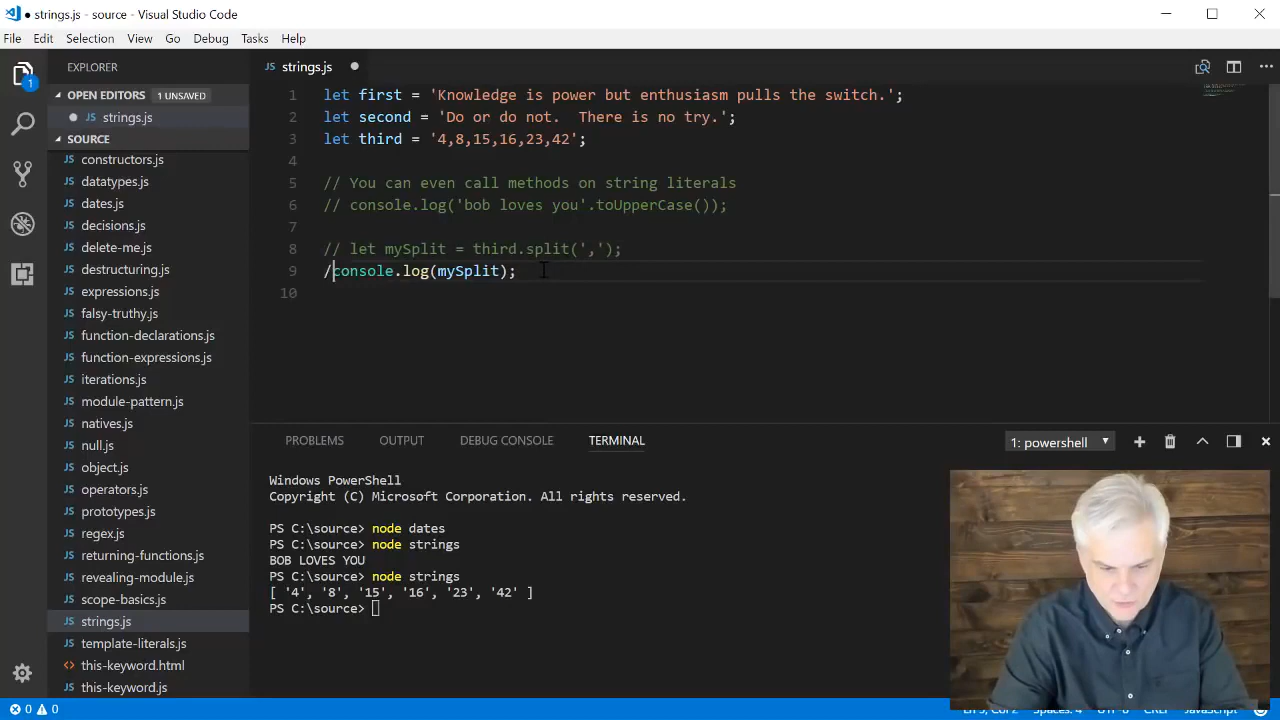 strings.js - source - Visual Studio Code
File Edit Selection View Go Debug Tasks Help
1
EXPLORER
OPEN EDITORS 1 UNSAVED
JS strings.js
SOURCE
JS constructors.js
JS datatypes.js
JS dates.js
JS decisions.js
JS delete-me.js
JS destructuring.js
JS expressions.js
JS falsy-truthy.js
JS function-declarations.js
JS function-expressions.js
JS iterations.js
JS module-pattern.js
JS natives.js
JS null.js
JS object.js
JS operators.js
JS prototypes.js
JS regex.js
JS returning-functions.js
JS revealing-module.js
JS scope-basics.js
JS strings.js
JS template-literals.js
this-keyword.html
JS this-keyword.js
JS strings.js
1 let first = 'Knowledge is power but enthusiasm pulls the switch.';
2 let second = 'Do or do not.  There is no try.';
3 let third = '4,8,15,16,23,42';
4
5 // You can even call methods on string literals
6 // console.log('bob loves you'.toUpperCase());
7
8 // let mySplit = third.split(',');
9 /console.log(mySplit);
10
PROBLEMS OUTPUT DEBUG CONSOLE TERMINAL
1: powershell
Windows PowerShell
Copyright (C) Microsoft Corporation. All rights reserved.
PS C:\source> node dates
PS C:\source> node strings
BOB LOVES YOU
PS C:\source> node strings
[ '4', '8', '15', '16', '23', '42' ]
PS C:\source>
0 0